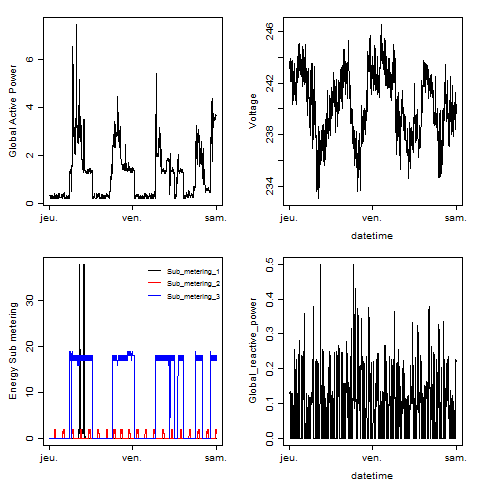 Global Active Power
6
4
2
0
jeu.
ven.
sam.
Voltage
246
242
238
234
jeu.
ven.
sam.
datetime
Energy Sub metering
30
20
10
0
Sub_metering_1
Sub_metering_2
Sub_metering_3
jeu.
ven.
sam.
Global_reactive_power
0.5
0.4
0.3
0.2
0.1
0.0
jeu.
ven.
sam.
datetime